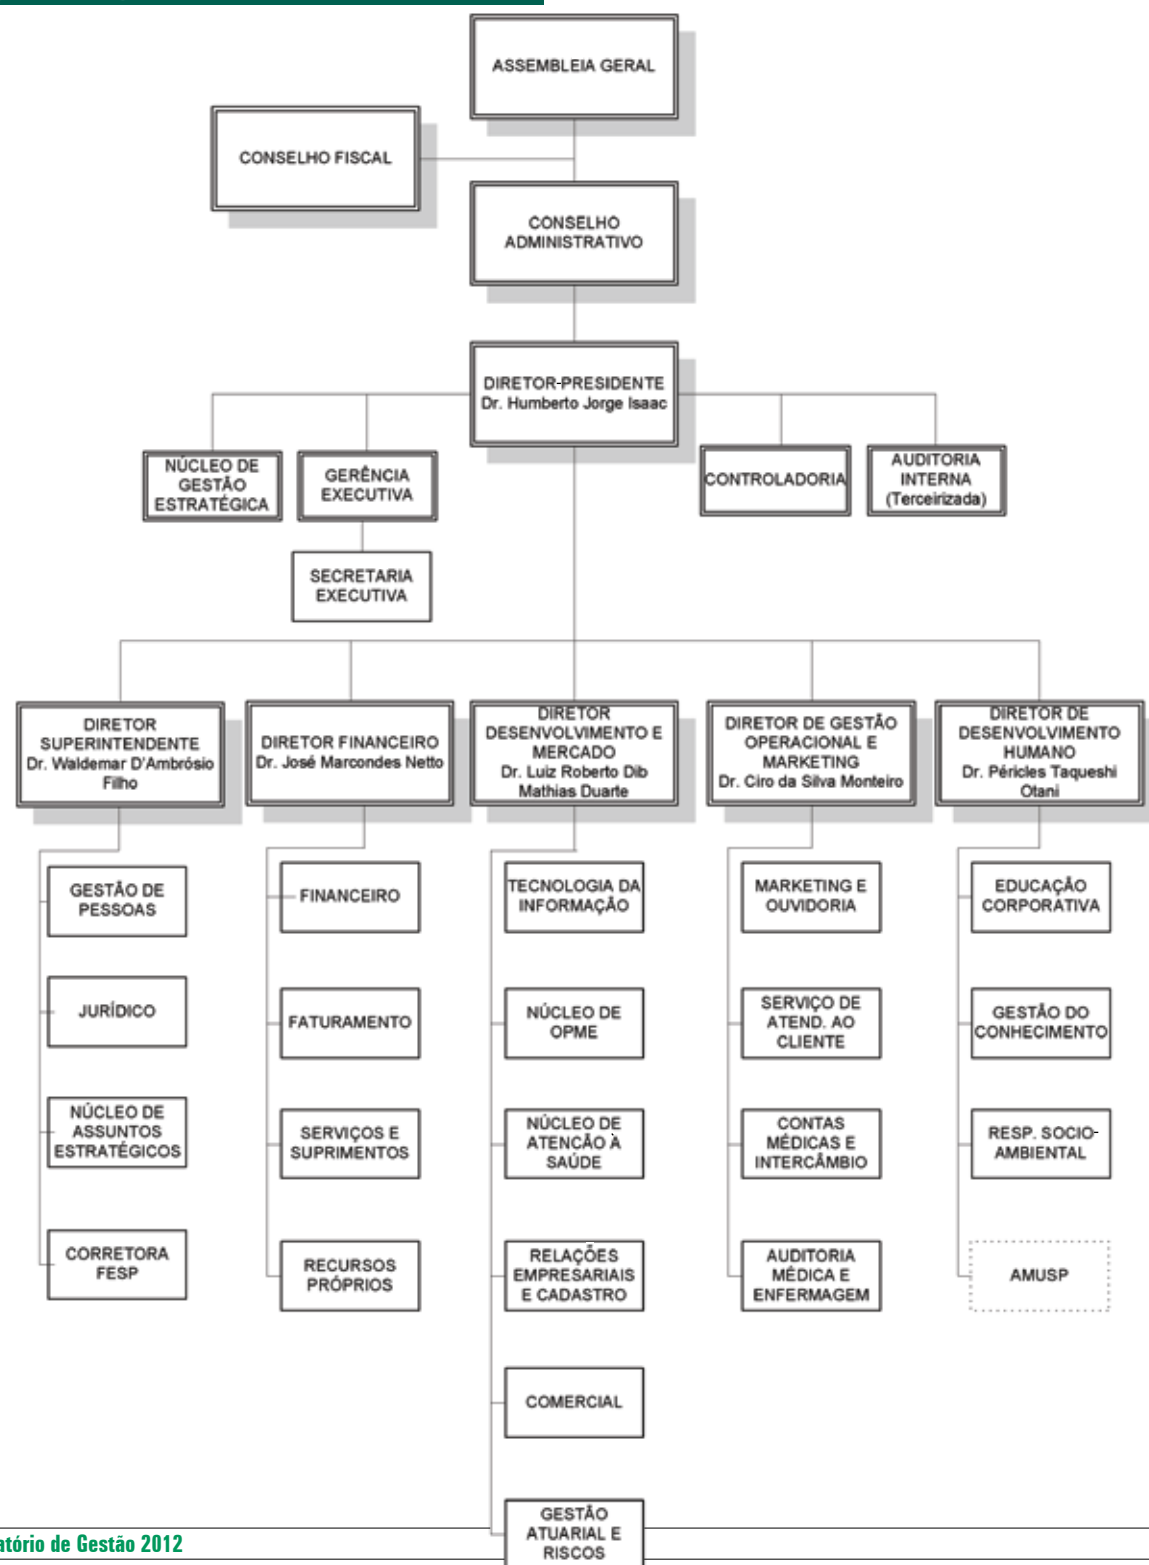 ASSEMBLEIA GERAL
CONSELHO FISCAL
CONSELHO
ADMINISTRATIVO
DIRETOR-PRESIDENTE
Dr. Humberto Jorge Isaac
NÚCLEO DE
GESTÃO
ESTRATÉGICA
GERÊNCIA
EXECUTIVA
CONTROLADORIA
AUDITORIA
INTERNA
(Terceirizada)
SECRETARIA
EXECUTIVA
DIRETOR
SUPERINTENDENTE
Dr. Waldemar D'Ambrósio
Filho
DIRETOR FINANCEIRO
Dr. José Marcondes Netto
DIRETOR
DESENVOLVIMENTO E
MERCADO
Dr. Luiz Roberto Dib
Mathias Duarte
DIRETOR DE GESTÃO
OPERACIONAL E
MARKETING
Dr. Ciro da Silva Monteiro
DIRETOR DE
DESENVOLVIMENTO
HUMANO
Dr. Péricles Taqueshi
Otani
GESTÃO DE
PESSOAS
JURÍDICO
NÚCLEO DE
ASSUNTOS
ESTRATÉGICOS
CORRETORA
FESP
FINANCEIRO
FATURAMENTO
SERVIÇOS E
SUPRIMENTOS
RECURSOS
PRÓPRIOS
TECNOLOGIA DA
INFORMAÇÃO
NÚCLEO DE
OPME
NÚCLEO DE
ATENCÃO À
SAÚDE
RELAÇÕES
EMPRESARIAIS
E CADASTRO
COMERCIAL
GESTÃO
ATUARIAL E
RISCOS
MARKETING E
OUVIDORIA
SERVIÇO DE
ATEND. AO
CLIENTE
CONTAS
MÉDICAS E
INTERCÂMBIO
AUDITORIA
MÉDICA E
ENFERMAGEM
EDUCAÇÃO
CORPORATIVA
GESTÃO DO
CONHECIMENTO
RESP. SOCIO-
AMBIENTAL
AMUSP
atório de Gestão 2012